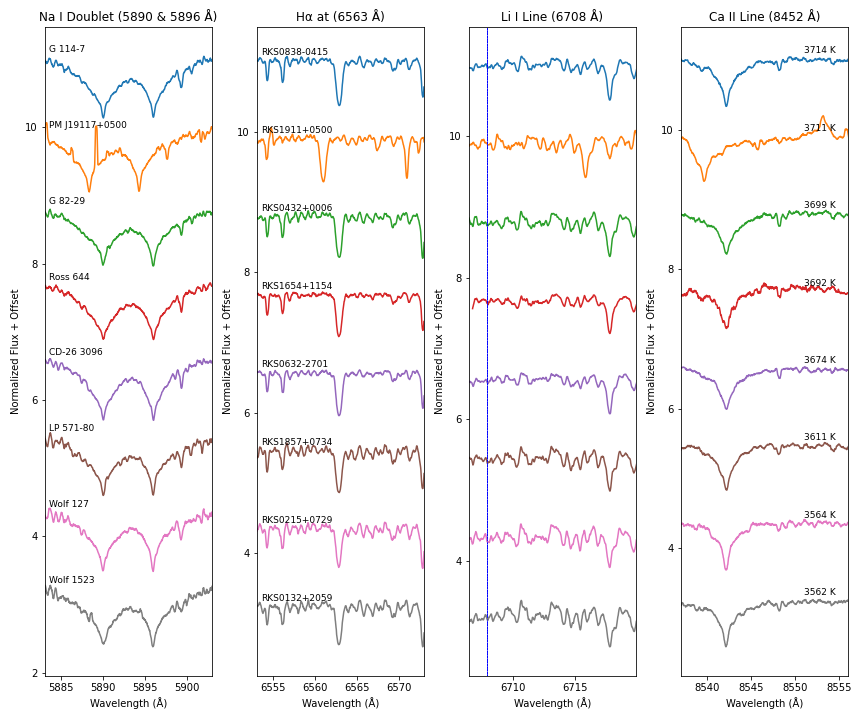 Na I Doublet (5890 & 5896 Å)
Hα at (6563 Å)
Li I Line (6708 Å)
Ca II Line (8452 Å)
G 114-7
PM J19117+0500
G 82-29
Ross 644
CD-26 3096
LP 571-80
Wolf 127
Wolf 1523
10
8
6
4
2
5885
5890
5895
5900
Normalized Flux + Offset
Wavelength (Å)
RKS0838-0415
RKS1911+0500
RKS0432+0006
RKS1654+1154
RKS0632-2701
RKS1857+0734
RKS0215+0729
RKS0132+2059
10
8
6
4
6555
6560
6565
6570
Normalized Flux + Offset
Wavelength (Å)
10
8
6
4
6710
6715
Normalized Flux + Offset
Wavelength (Å)
3714 K
3711 K
3699 K
3692 K
3674 K
3611 K
3564 K
3562 K
10
8
6
4
8540
8545
8550
8555
Normalized Flux + Offset
Wavelength (Å)